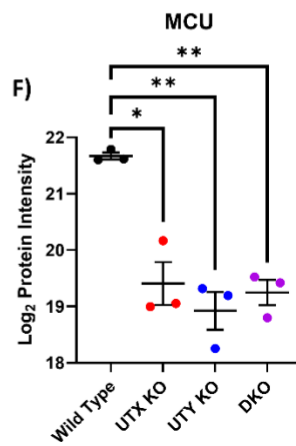 MCU
F)
**
**
*
Log₂ Protein Intensity
22
21
20
19
18
Wild Type
UTX KO
UTY KO
DKO